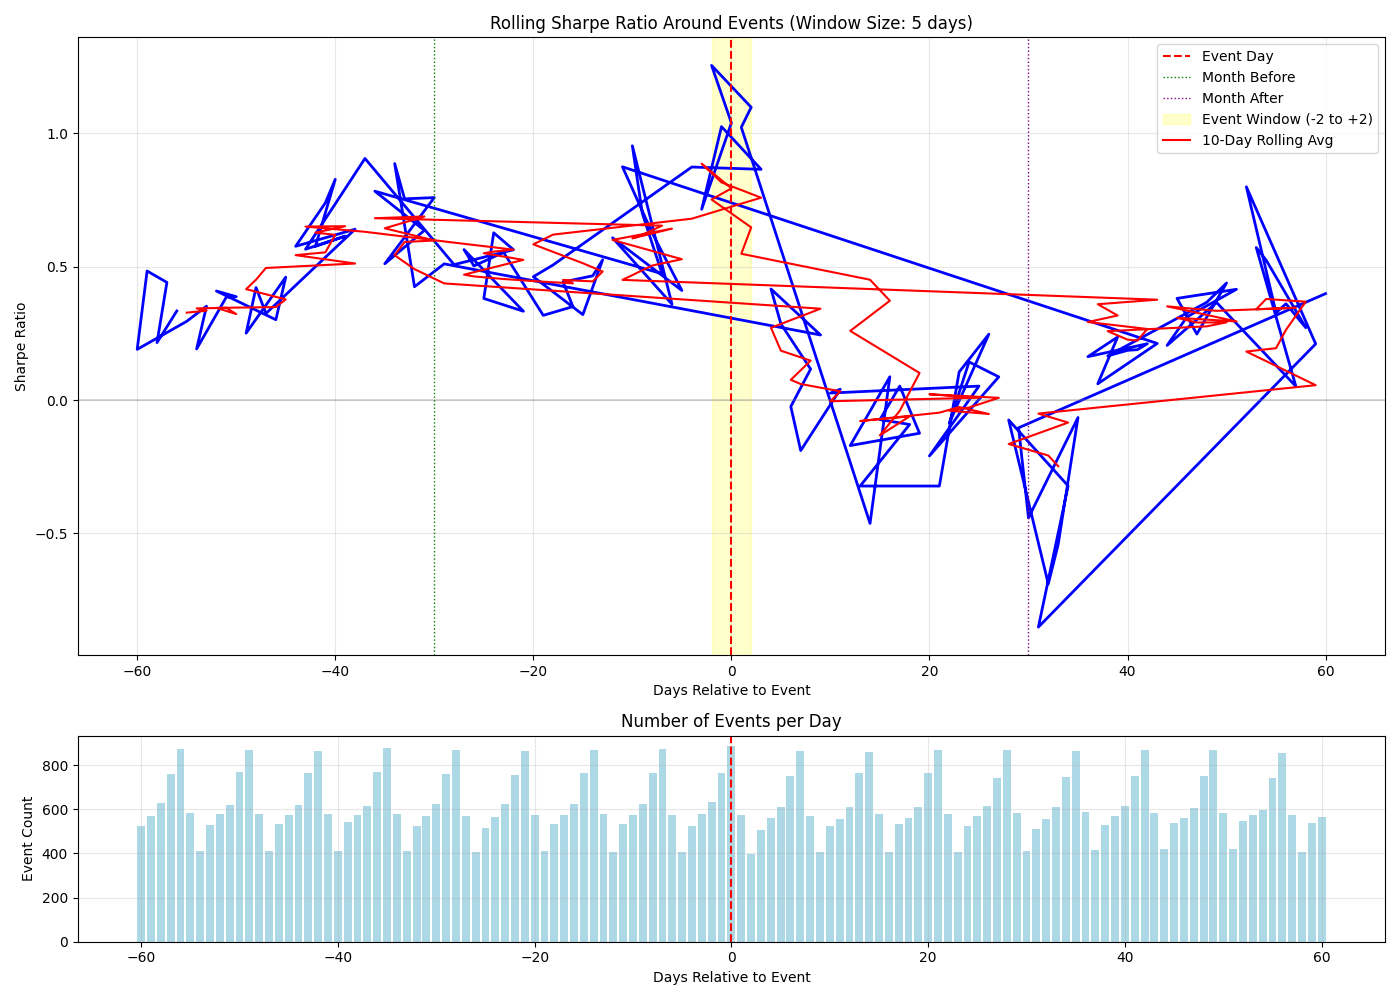 Rolling Sharpe Ratio Around Events (Window Size: 5 days)
Event Day
Month Before
Month After
Event Window (-2 to +2)
10-Day Rolling Avg
Sharpe Ratio
1.0
0.5
0.0
−0.5
−60 −40 −20 0 20 40 60
Days Relative to Event
Number of Events per Day
Event Count
800
600
400
200
0
−60 −40 −20 0 20 40 60
Days Relative to Event